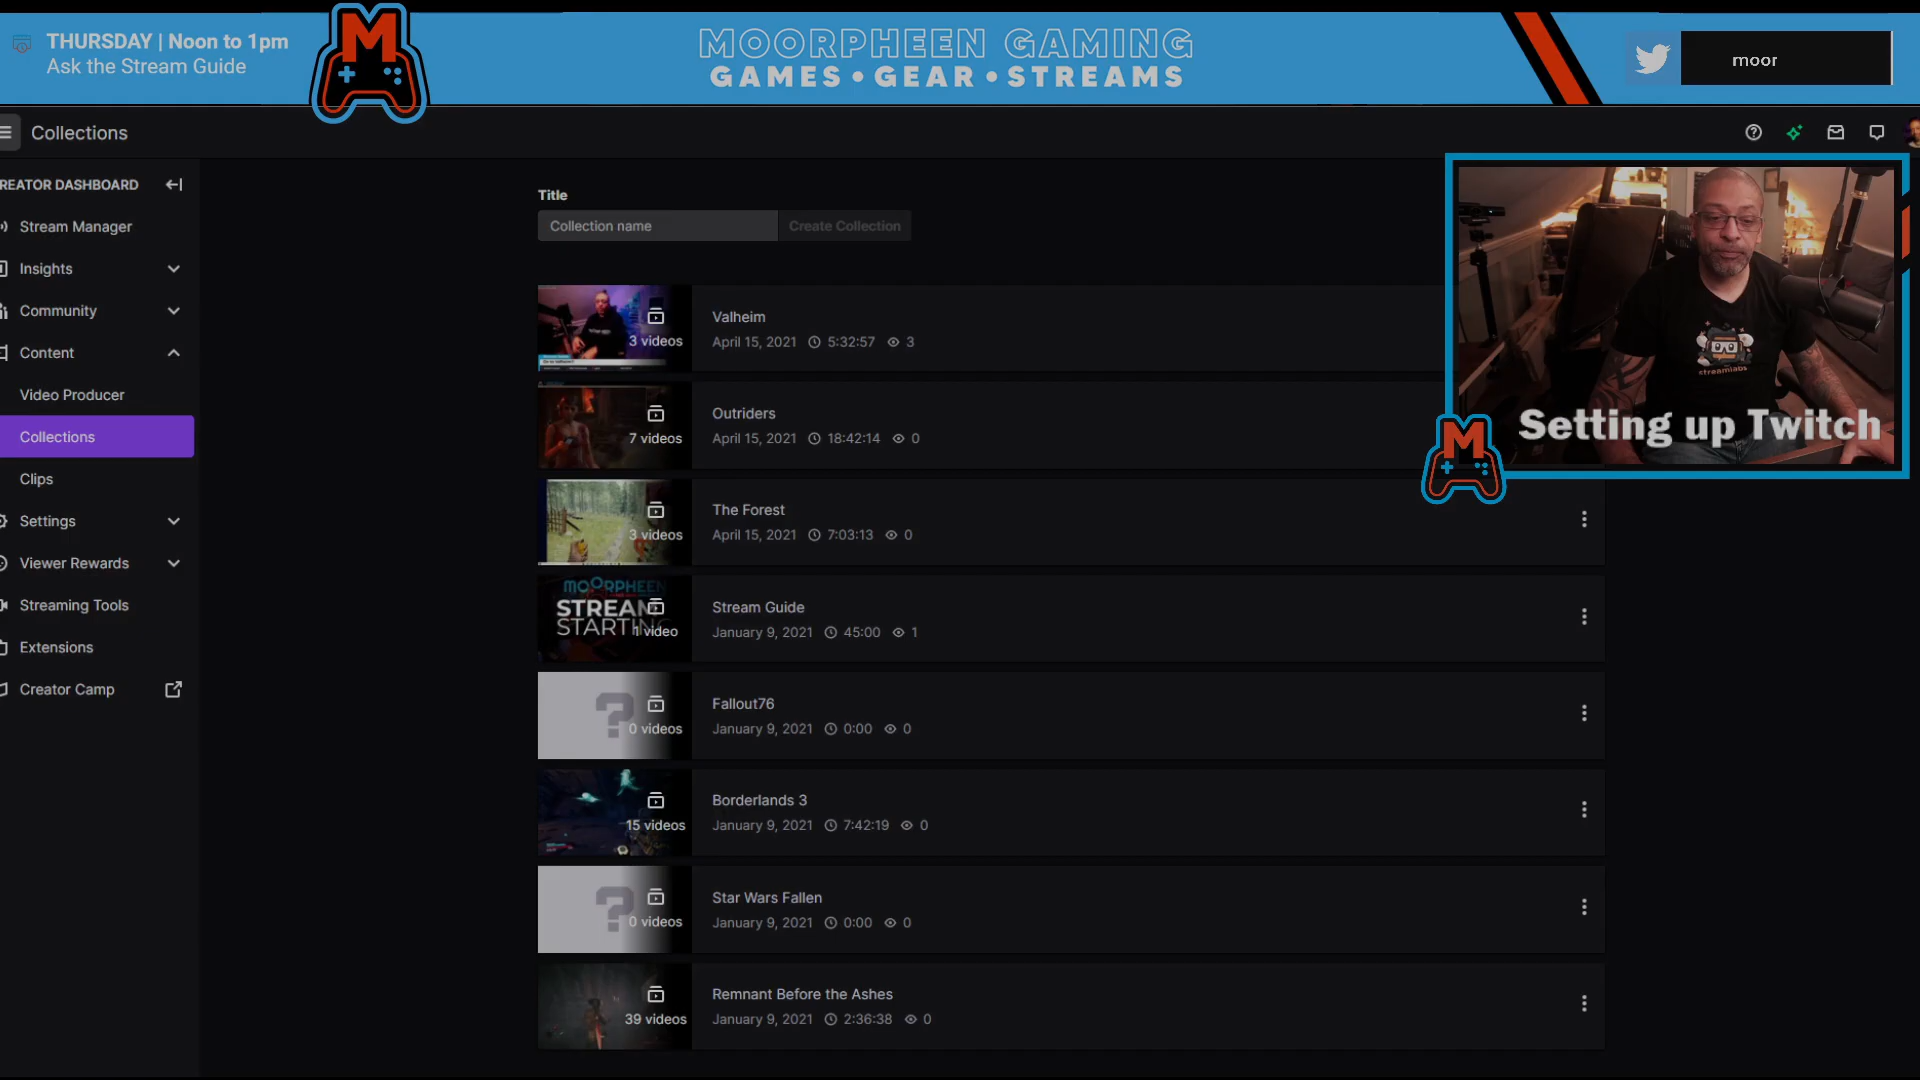 THURSDAY | Noon to 1pm
Ask the Stream Guide
M
MOORPHEEN GAMING
GAMES • GEAR • STREAMS
moor
Collections
REATOR DASHBOARD
Stream Manager
Insights
Community
Content
Video Producer
Collections
Clips
Settings
Viewer Rewards
Streaming Tools
Extensions
Creator Camp
Title
Collection name
Create Collection
3 videos
Valheim
April 15, 2021 5:32:57 3
7 videos
Outriders
April 15, 2021 18:42:14 0
3 videos
The Forest
April 15, 2021 7:03:13 0
MOORPHEEN
STREAM
STARTING
1 video
Stream Guide
January 9, 2021 45:00 1
0 videos
Fallout76
January 9, 2021 0:00 0
15 videos
Borderlands 3
January 9, 2021 7:42:19 0
0 videos
Star Wars Fallen
January 9, 2021 0:00 0
39 videos
Remnant Before the Ashes
January 9, 2021 2:36:38 0
streamlabs
Setting up Twitch
M